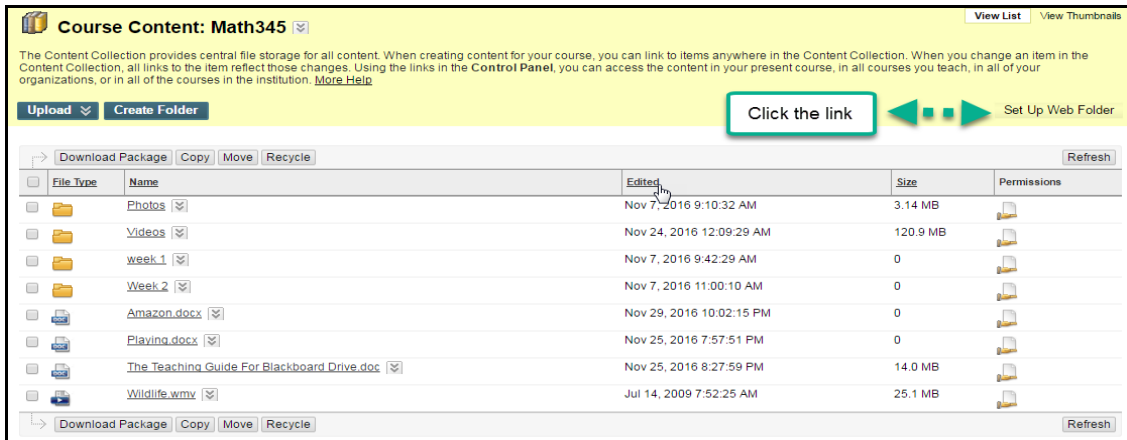 Course Content: Math345
View List View Thumbnails
The Content Collection provides central file storage for all content. When creating content for your course, you can link to items anywhere in the Content Collection. When you change an item in the
Content Collection, all links to the item reflect those changes. Using the links in the Control Panel, you can access the content in your present course, in all courses you teach, in all of your
organizations, or in all of the courses in the institution. More Help
Upload Create Folder Click the link Set Up Web Folder
Download Package Copy Move Recycle Refresh
File Type Name Edited Size Permissions
Photos Nov 7, 2016 9:10:32 AM 3.14 MB
Videos Nov 24, 2016 12:09:29 AM 120.9 MB
week 1 Nov 7, 2016 9:42:29 AM 0
Week 2 Nov 7, 2016 11:00:10 AM 0
Amazon.docx Nov 29, 2016 10:02:15 PM 0
Playing.docx Nov 25, 2016 7:57:51 PM 0
The Teaching Guide For Blackboard Drive.doc Nov 25, 2016 8:27:59 PM 14.0 MB
Wildlife.wmv Jul 14, 2009 7:52:25 AM 25.1 MB
Download Package Copy Move Recycle Refresh